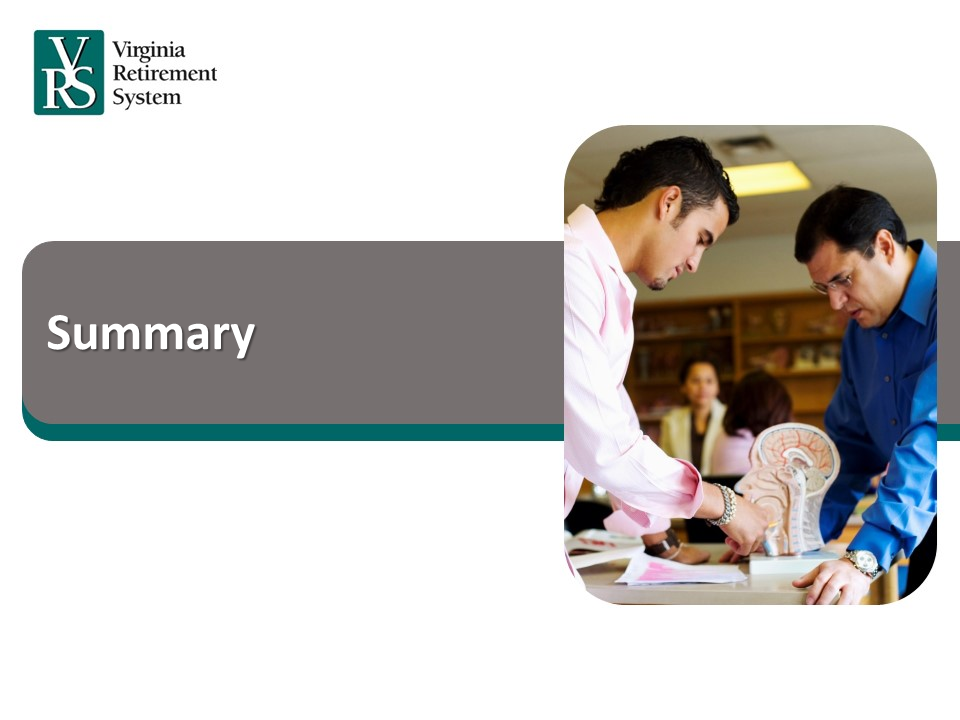 VRS
Virginia
Retirement
System
Summary